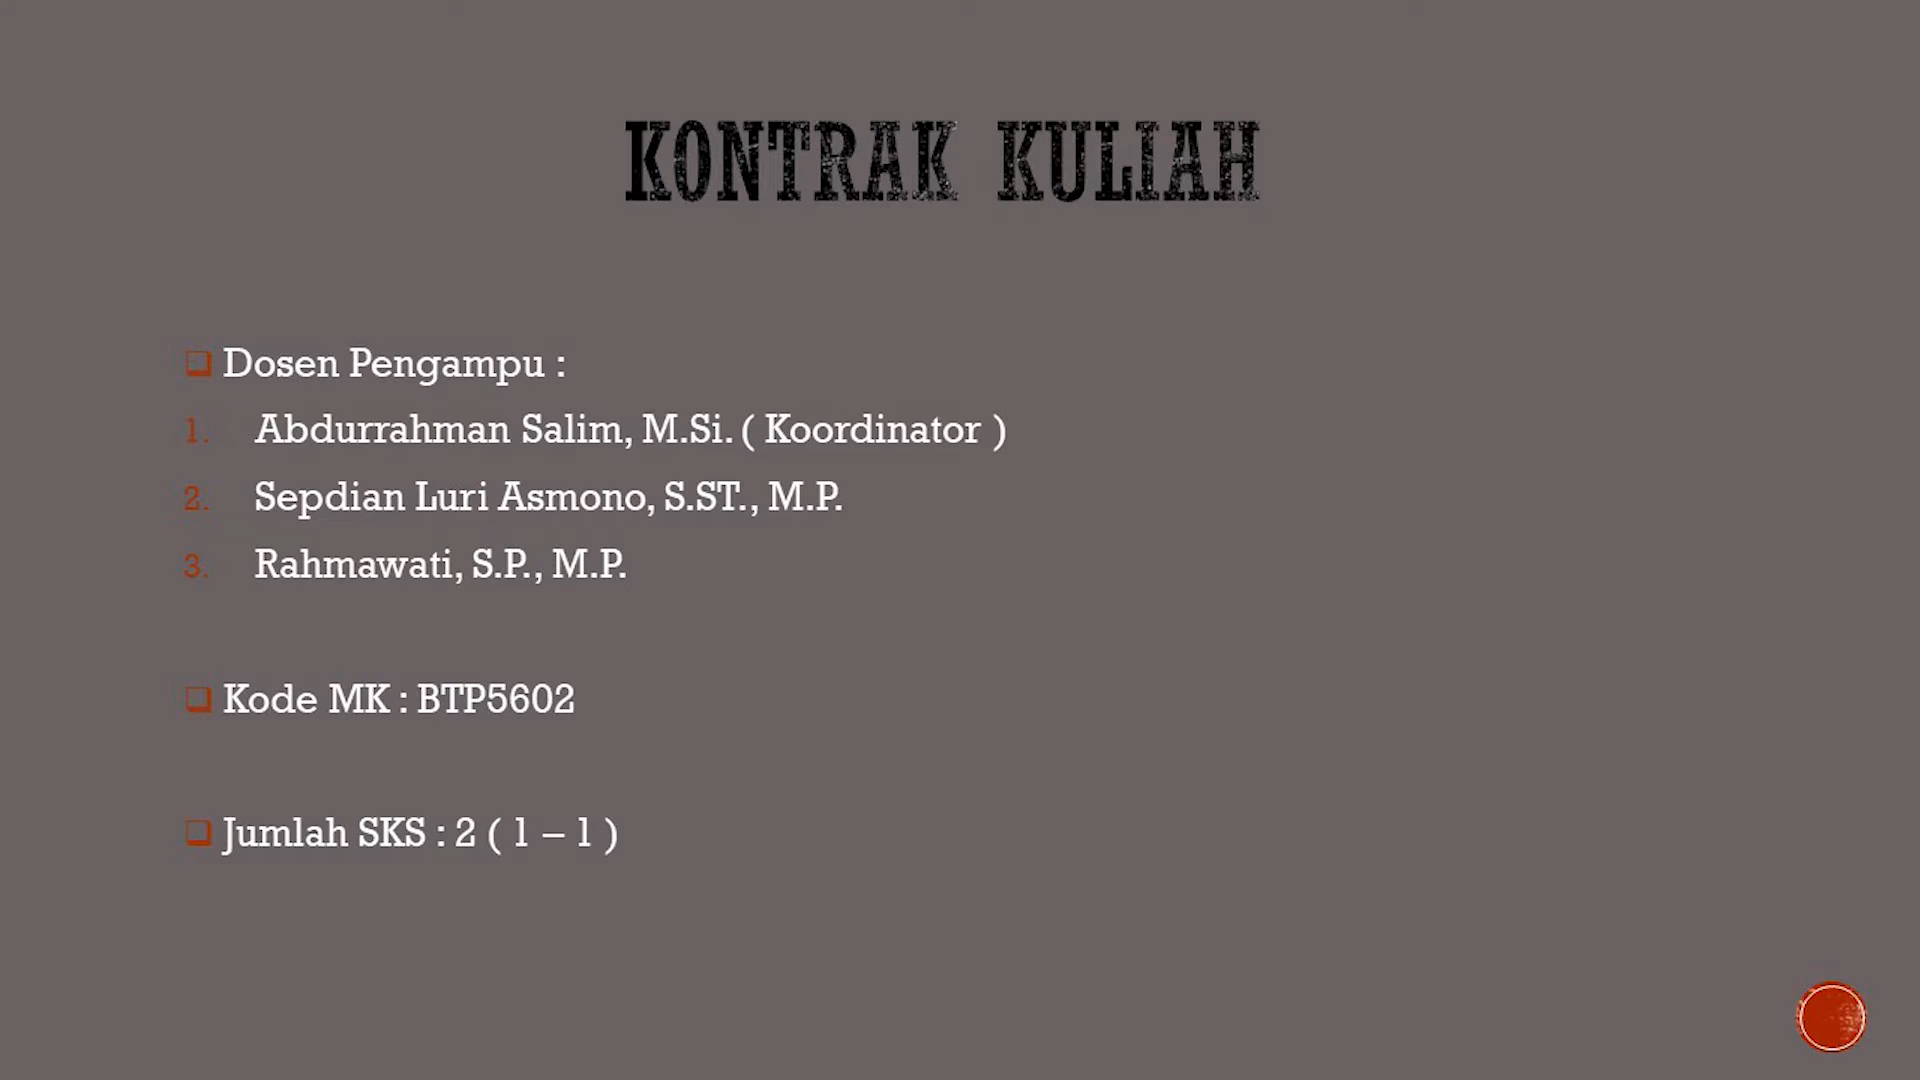 KONTRAK KULIAH
❑ Dosen Pengampu :
1. Abdurrahman Salim, M.Si. ( Koordinator )
2. Sepdian Luri Asmono, S.ST., M.P.
3. Rahmawati, S.P., M.P.
❑ Kode MK : BTP5602
❑ Jumlah SKS : 2 ( 1 – 1 )